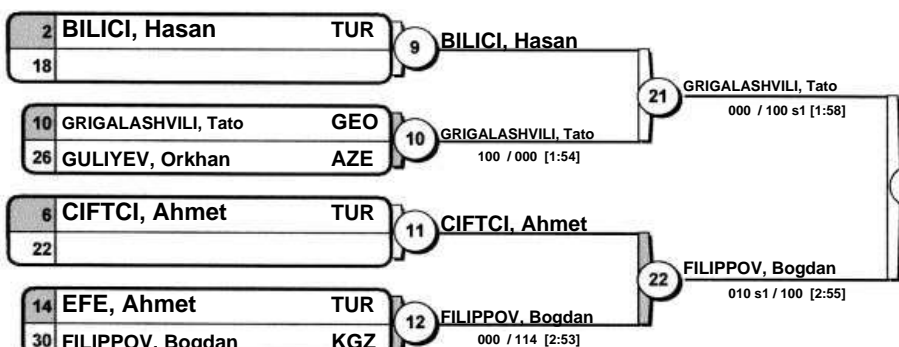 2 BILICI, Hasan TUR
18
9 BILICI, Hasan
10 GRIGALASHVILI, Tato GEO
26 GULIYEV, Orkhan AZE
10 GRIGALASHVILI, Tato
100 / 000 [1:54]
21 GRIGALASHVILI, Tato
000 / 100 s1 [1:58]
6 CIFTCI, Ahmet TUR
22
11 CIFTCI, Ahmet
14 EFE, Ahmet TUR
30 FILIPPOV, Bogdan KGZ
12 FILIPPOV, Bogdan
000 / 114 [2:53]
22 FILIPPOV, Bogdan
010 s1 / 100 [2:55]